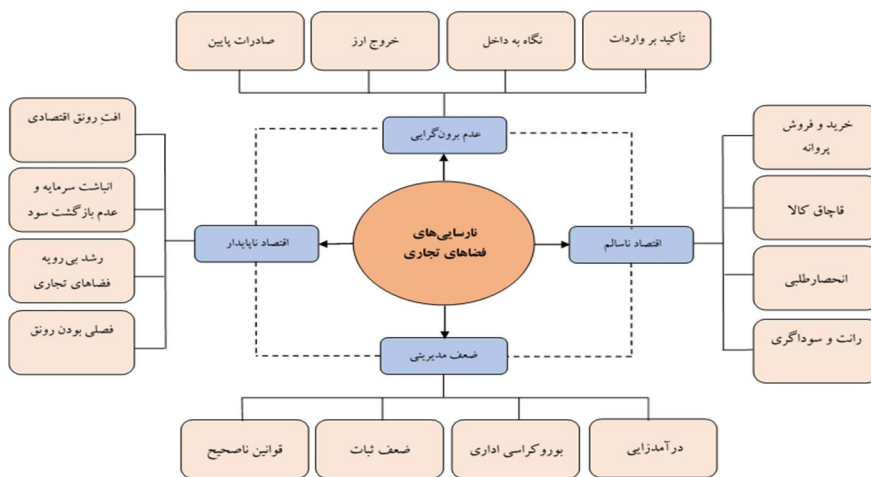 تأکید بر واردات
نگاه به داخل
خروج ارز
صادرات پایین
عدم برون‌گرایی
خرید و فروش
پروانه
قاچاق کالا
انحصارطلبی
رانت و سوداگری
اقتصاد ناسالم
نارسایی‌های
فضاهای تجاری
اقتصاد ناپایدار
افتِ رونق اقتصادی
انباشت سرمایه و
عدم بازگشت سود
رشد بی‌رویه
فضاهای تجاری
فصلی بودن رونق
ضعف مدیریتی
درآمدزایی
بوروکراسی اداری
ضعف ثبات
قوانین ناصحیح